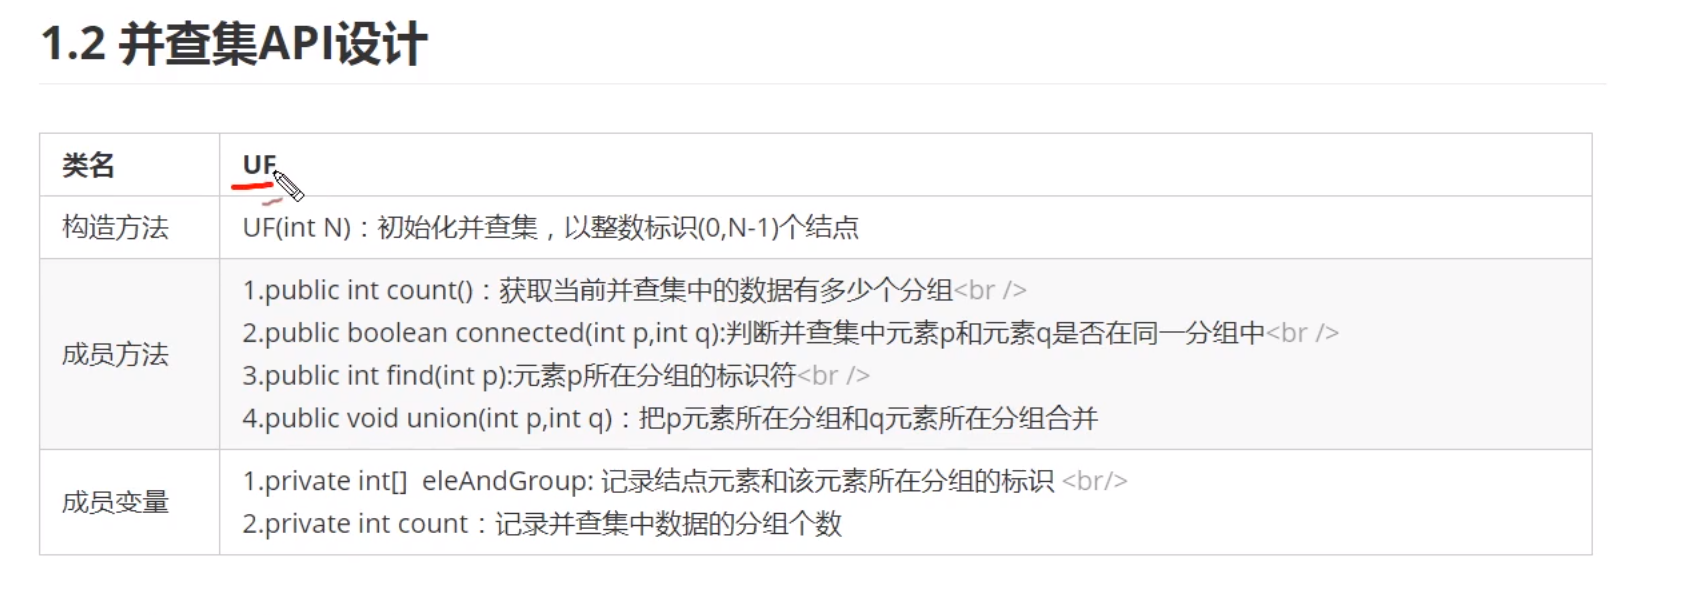 1.2 并查集API设计
类名 UF
构造方法 UF(int N)：初始化并查集，以整数标识(0,N-1)个结点
成员方法
1.public int count()：获取当前并查集中的数据有多少个分组<br />
2.public boolean connected(int p,int q):判断并查集中元素p和元素q是否在同一分组中<br />
3.public int find(int p):元素p所在分组的标识符<br />
4.public void union(int p,int q)：把p元素所在分组和q元素所在分组合并
成员变量
1.private int[]  eleAndGroup: 记录结点元素和该元素所在分组的标识 <br/>
2.private int count：记录并查集中数据的分组个数